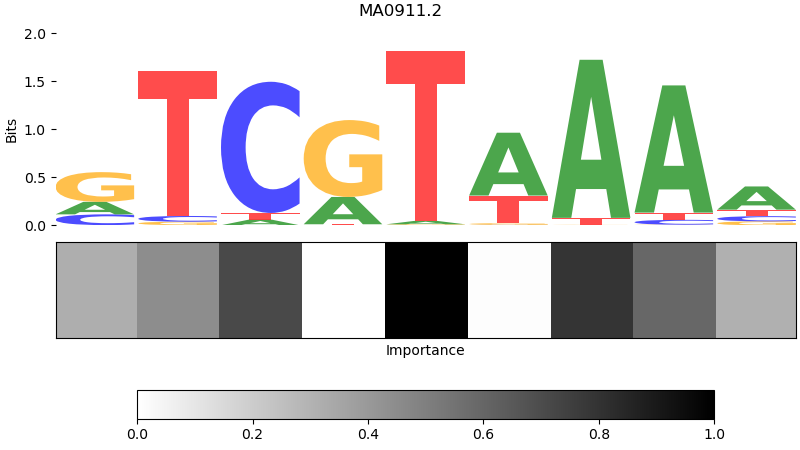 MA0911.2
2.0
1.5
1.0
0.5
0.0
Bits
G T C G T A A A A
A C T A A T T T T
C G A T G G C C
G
Importance
0.0 0.2 0.4 0.6 0.8 1.0